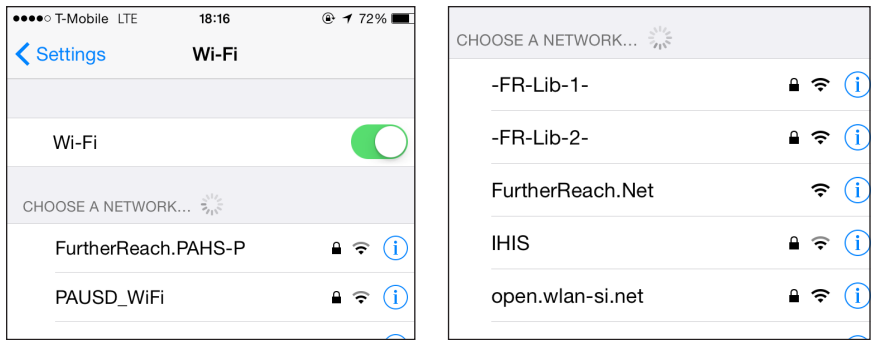 T-Mobile LTE 18:16 72%
Settings Wi-Fi
Wi-Fi
CHOOSE A NETWORK...
FurtherReach.PAHS-P
PAUSD_WiFi
CHOOSE A NETWORK...
-FR-Lib-1-
-FR-Lib-2-
FurtherReach.Net
IHIS
open.wlan-si.net